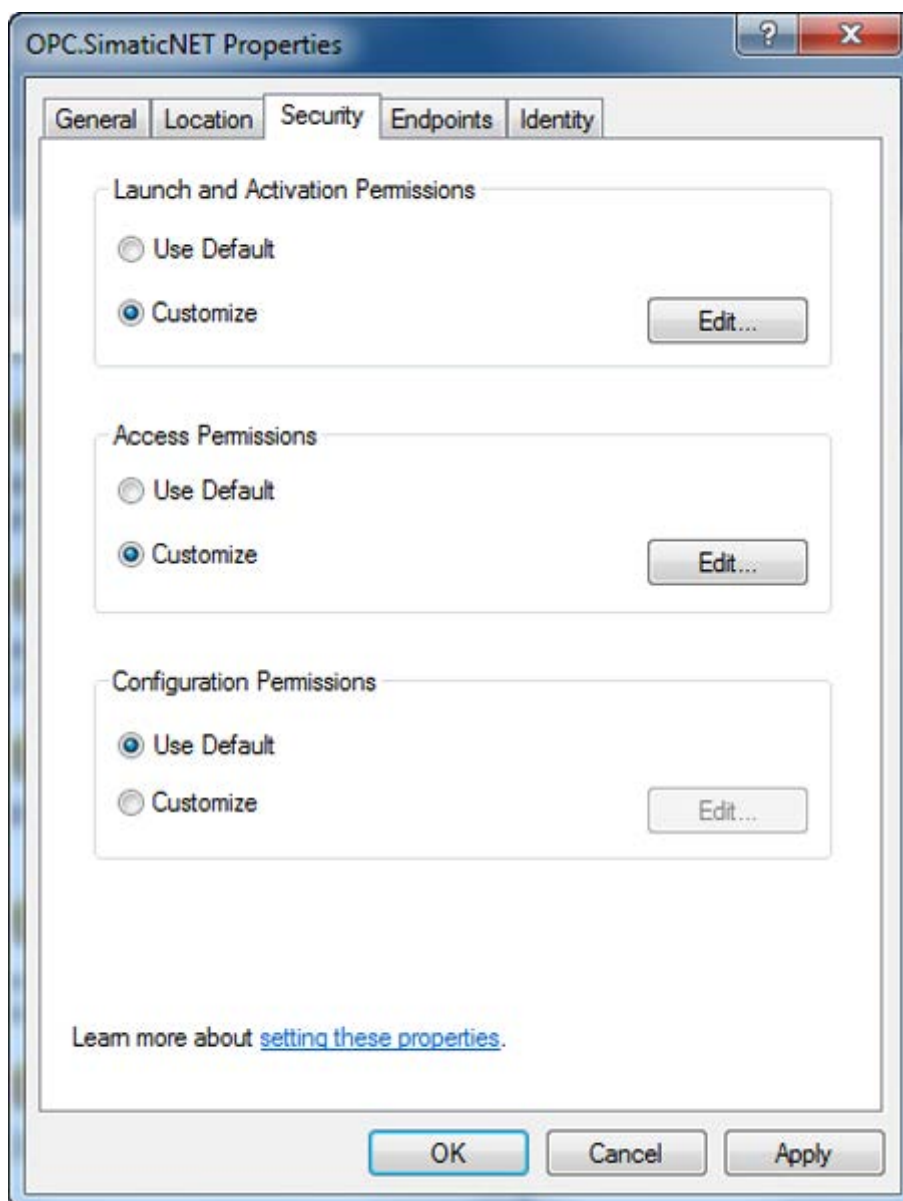 OPC.SimaticNET Properties
?
X
General Location Security Endpoints Identity
Launch and Activation Permissions
Use Default
Customize
Edit...
Access Permissions
Use Default
Customize
Edit...
Configuration Permissions
Use Default
Customize
Edit...
Learn more about setting these properties.
OK Cancel Apply